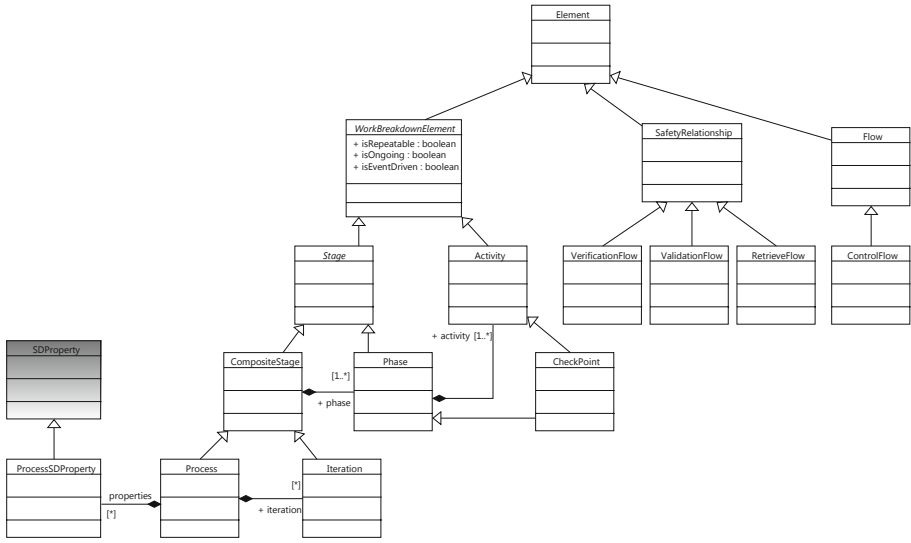 Element
WorkBreakdownElement
+ isRepeatable : boolean
+ isOngoing : boolean
+ isEventDriven : boolean
SafetyRelationship
Flow
Stage
Activity
VerificationFlow
ValidationFlow
RetrieveFlow
ControlFlow
+ activity [1..*]
SDProperty
CompositeStage
[1..*]
+ phase
Phase
CheckPoint
ProcessSDProperty
properties
[*]
Process
[*]
+ iteration
Iteration